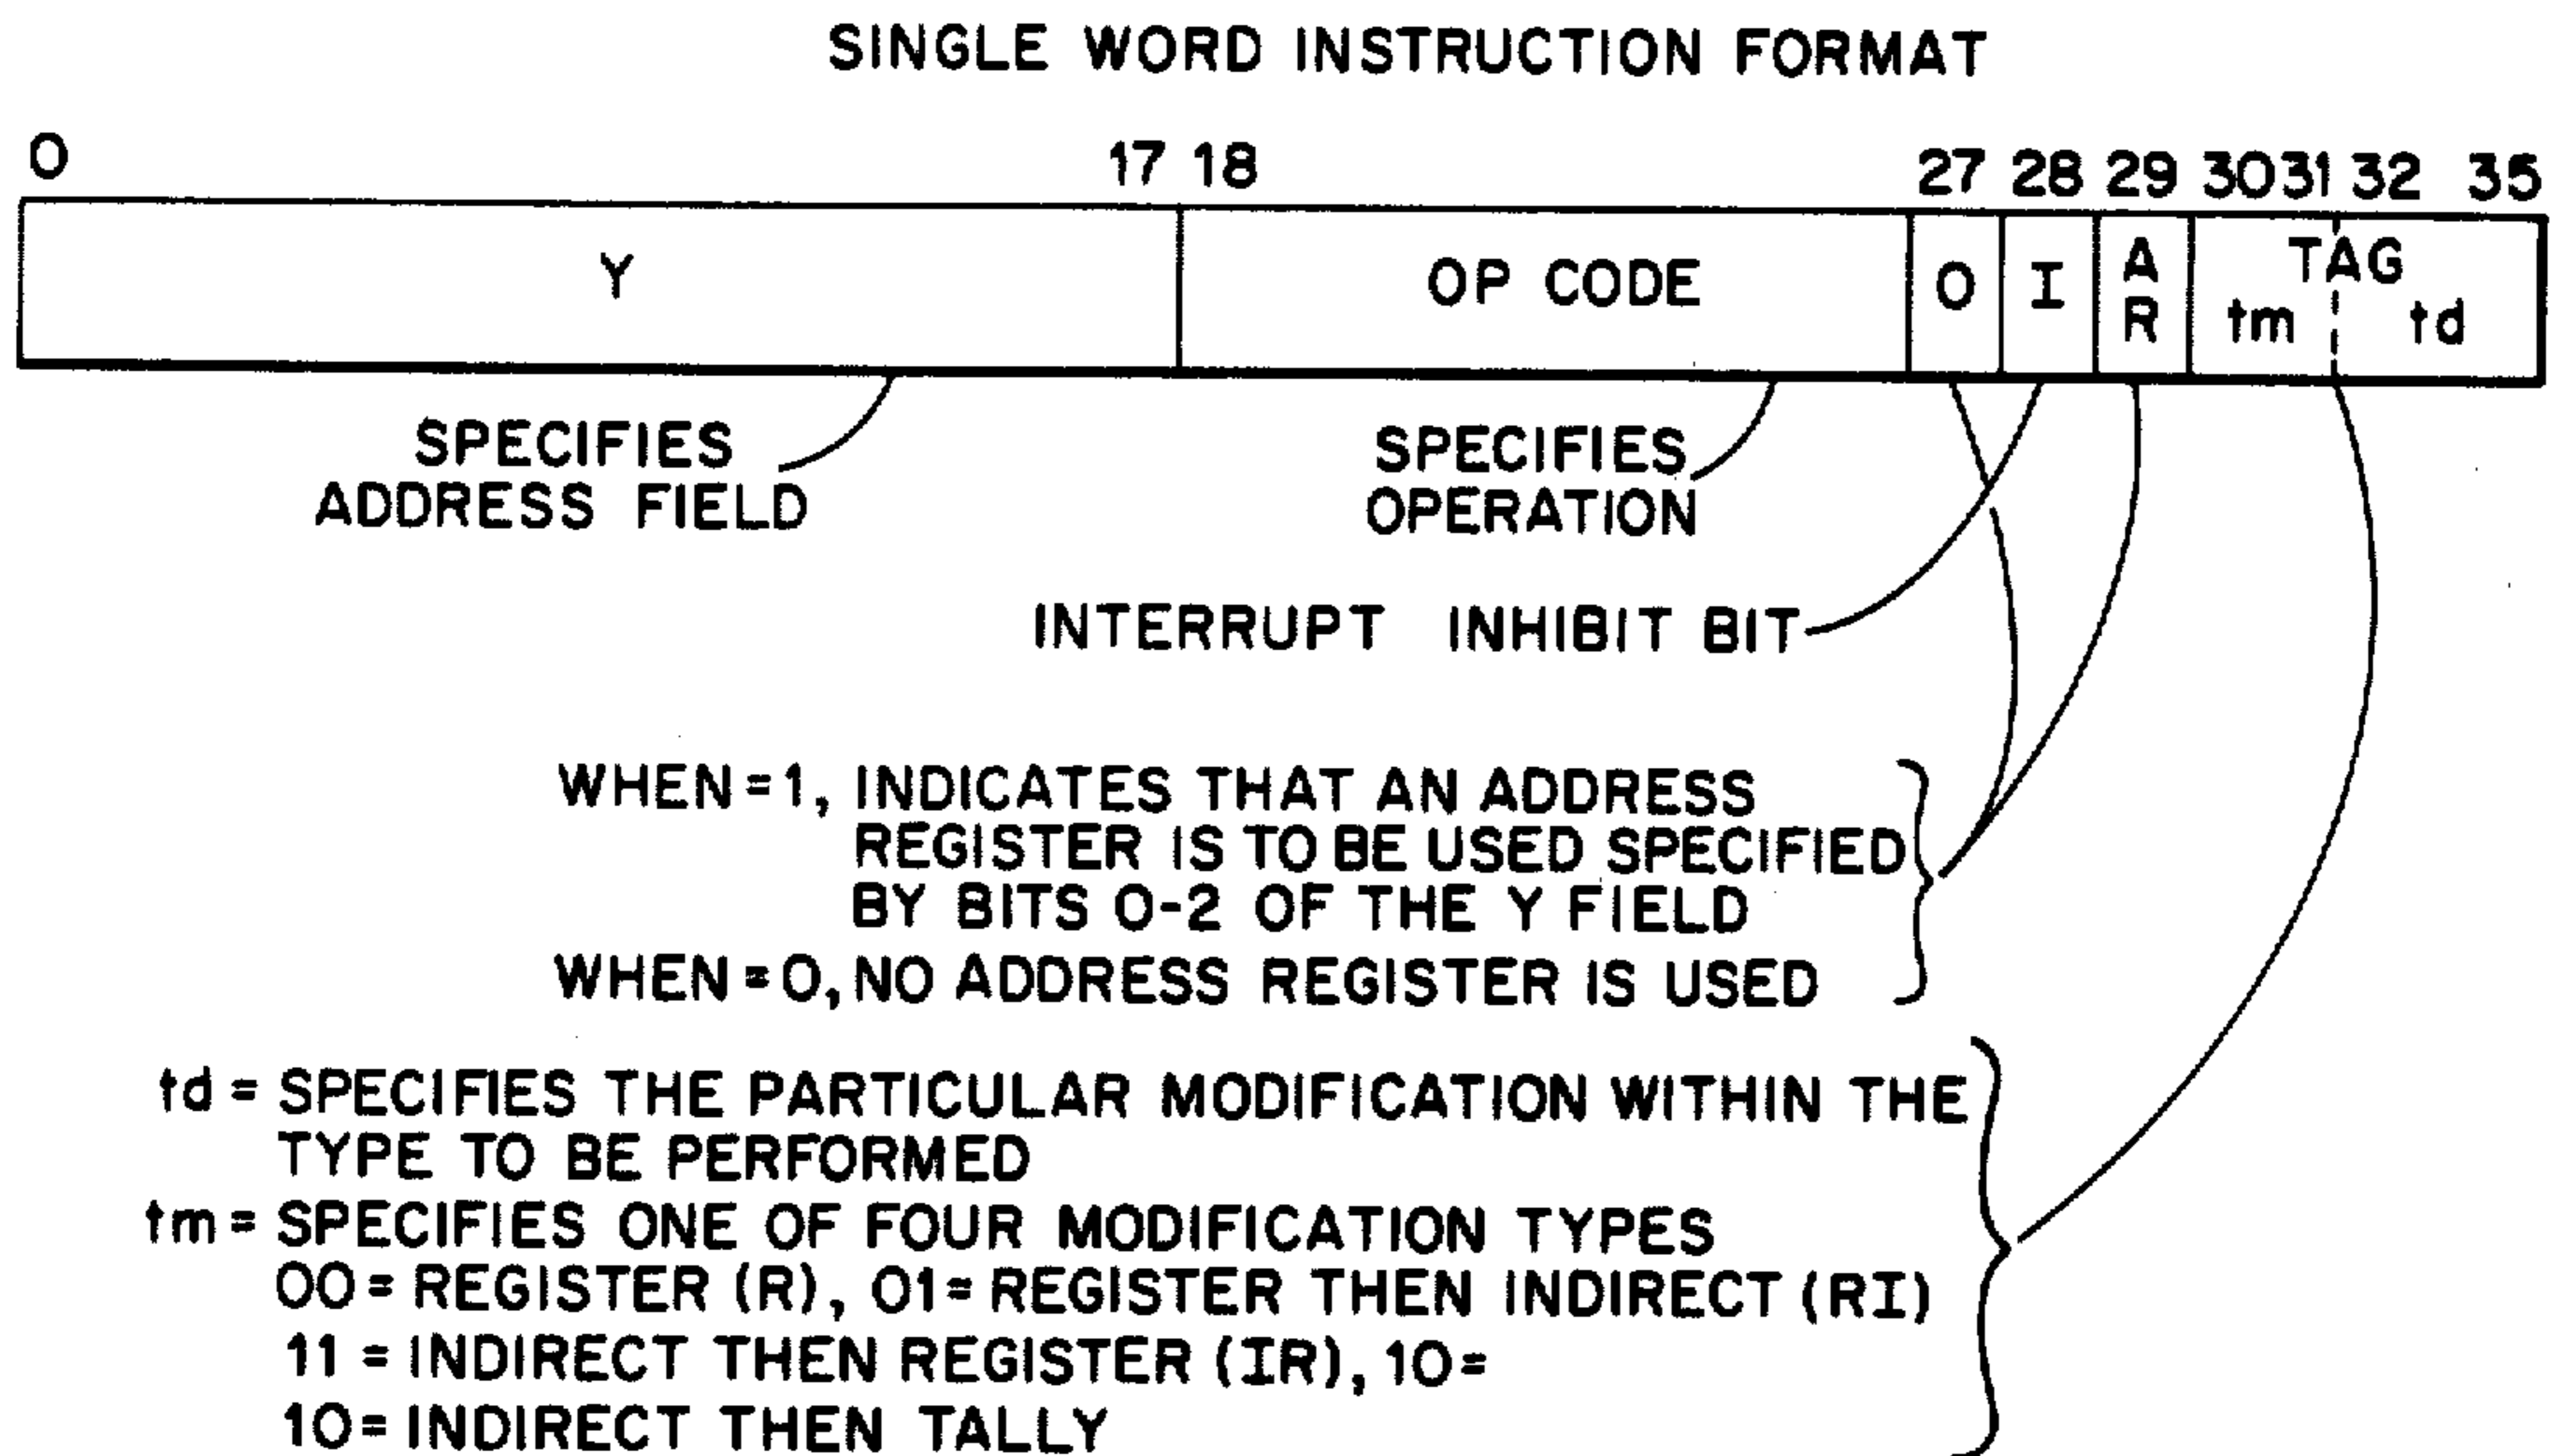 SINGLE WORD INSTRUCTION FORMAT
0 17 18 27 28 29 30 31 32 35
Y OP CODE 0 I A R TAG
tm td
SPECIFIES
ADDRESS FIELD
SPECIFIES
OPERATION
INTERRUPT INHIBIT BIT
WHEN=1, INDICATES THAT AN ADDRESS
REGISTER IS TO BE USED SPECIFIED
BY BITS 0-2 OF THE Y FIELD
WHEN=0, NO ADDRESS REGISTER IS USED
td = SPECIFIES THE PARTICULAR MODIFICATION WITHIN THE
TYPE TO BE PERFORMED
tm = SPECIFIES ONE OF FOUR MODIFICATION TYPES
00 = REGISTER (R), 01 = REGISTER THEN INDIRECT (RI)
11 = INDIRECT THEN REGISTER (IR), 10 =
10 = INDIRECT THEN TALLY